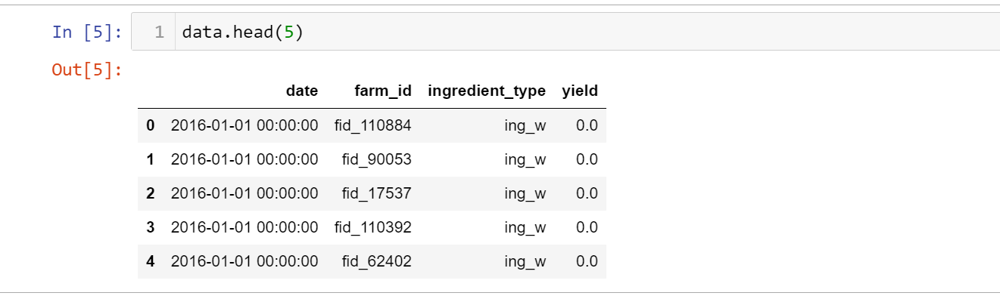 In [5]: 1 data.head(5)
Out[5]:
date farm_id ingredient_type yield
0 2016-01-01 00:00:00 fid_110884 ing_w 0.0
1 2016-01-01 00:00:00 fid_90053 ing_w 0.0
2 2016-01-01 00:00:00 fid_17537 ing_w 0.0
3 2016-01-01 00:00:00 fid_110392 ing_w 0.0
4 2016-01-01 00:00:00 fid_62402 ing_w 0.0